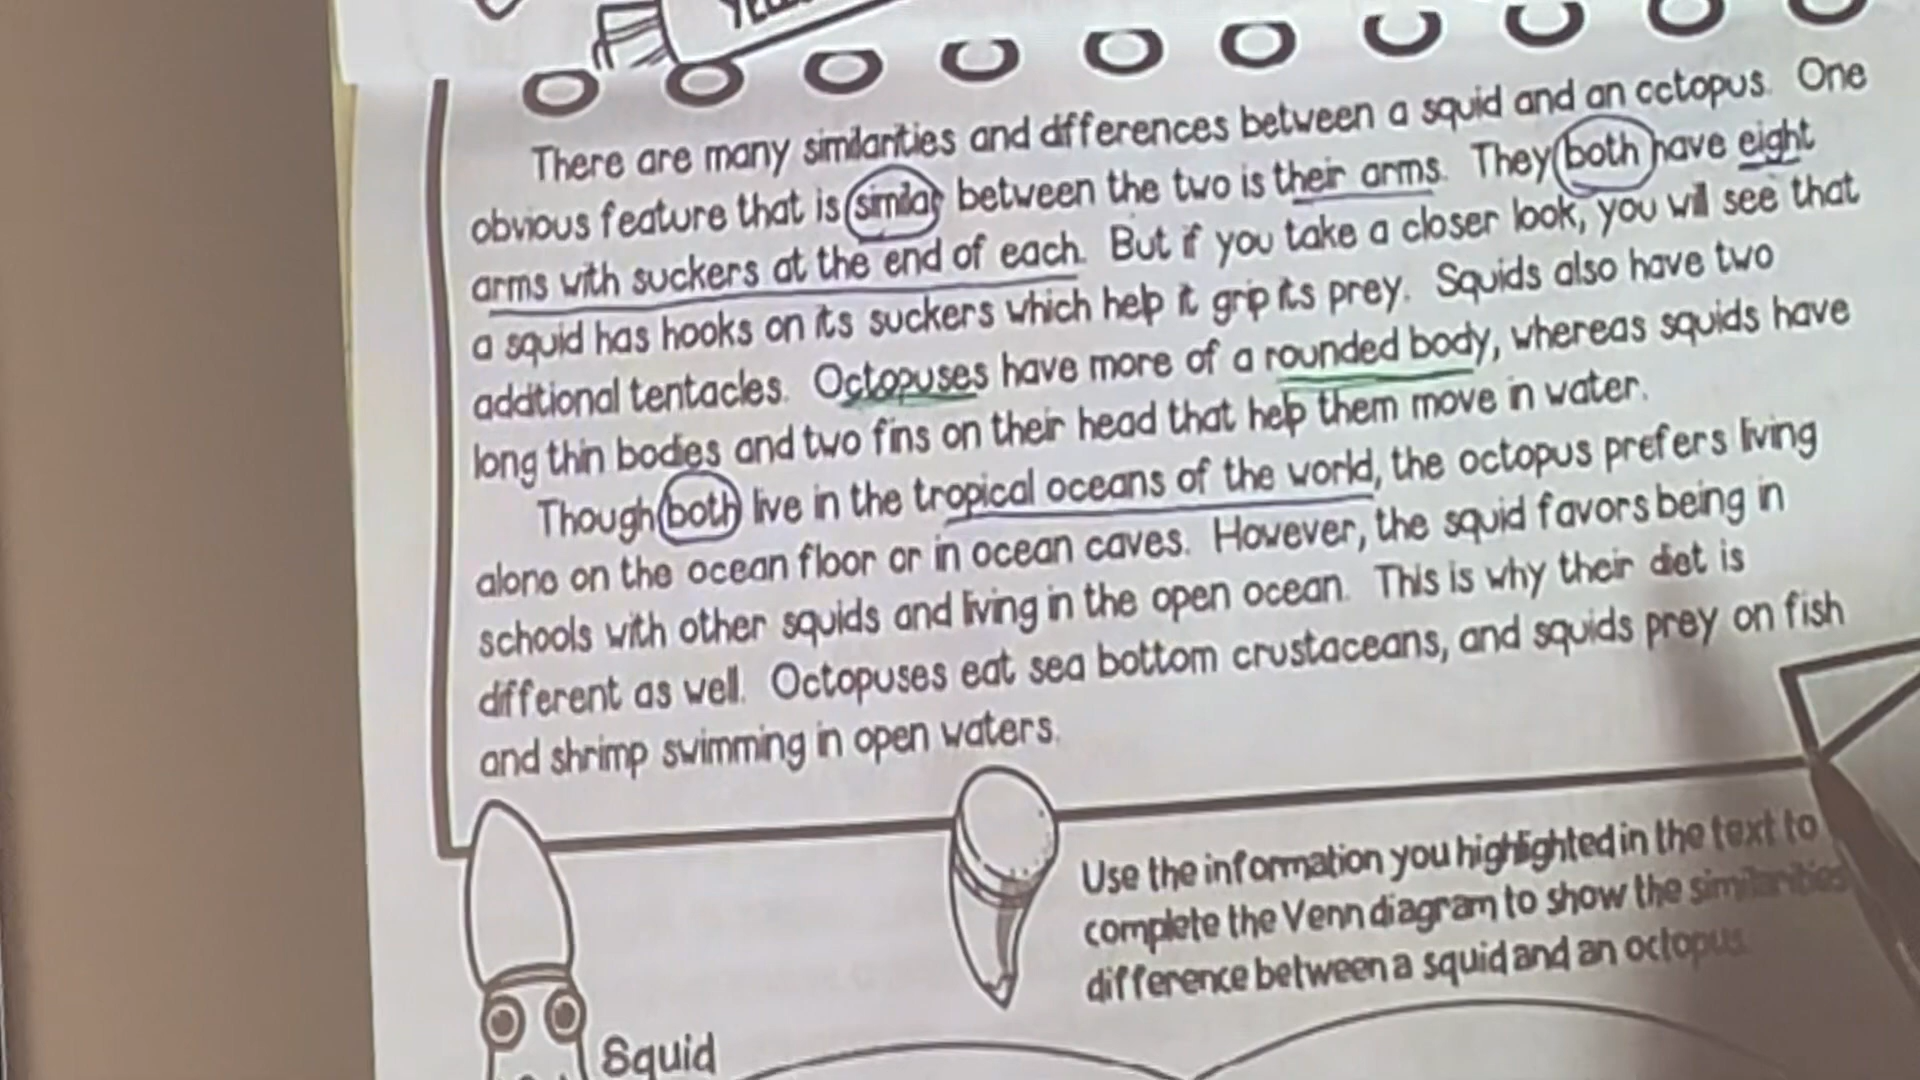 There are many similarities and differences between a squid and an octopus. One
obvious feature that is similar between the two is their arms. They both have eight
arms with suckers at the end of each. But if you take a closer look, you will see that
a squid has hooks on its suckers which help it grip its prey. Squids also have two
additional tentacles. Octopuses have more of a rounded body, whereas squids have
long thin bodies and two fins on their head that help them move in water.
Though both live in the tropical oceans of the world, the octopus prefers living
alone on the ocean floor or in ocean caves. However, the squid favors being in
schools with other squids and living in the open ocean. This is why their diet is
different as well. Octopuses eat sea bottom crustaceans, and squids prey on fish
and shrimp swimming in open waters.
Use the information you highlighted in the text to
complete the Venn diagram to show the similarities
difference between a squid and an octopus
Squid